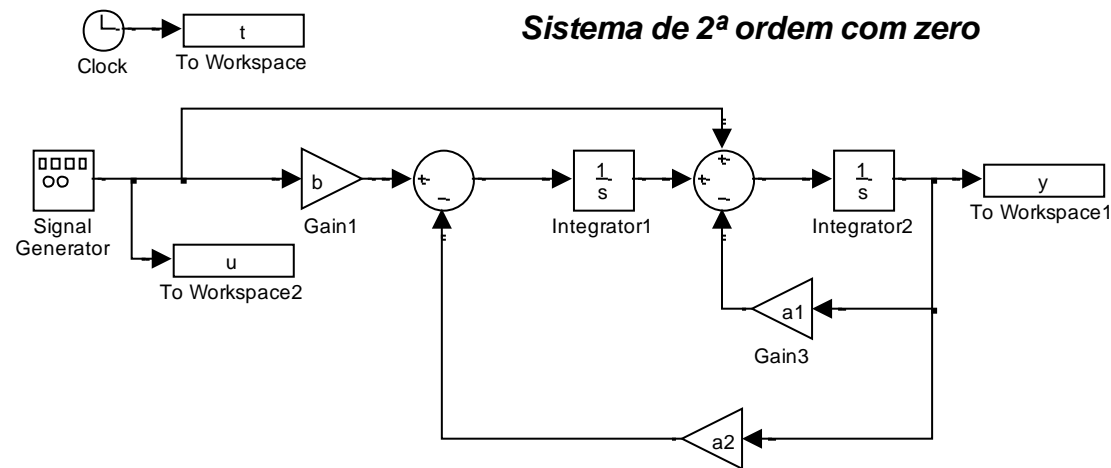 Sistema de 2ª ordem com zero
t
Clock
To Workspace
b
1
s
1
s
y
Signal
Generator
Gain1
Integrator1
Integrator2
To Workspace1
u
To Workspace2
a1
Gain3
a2